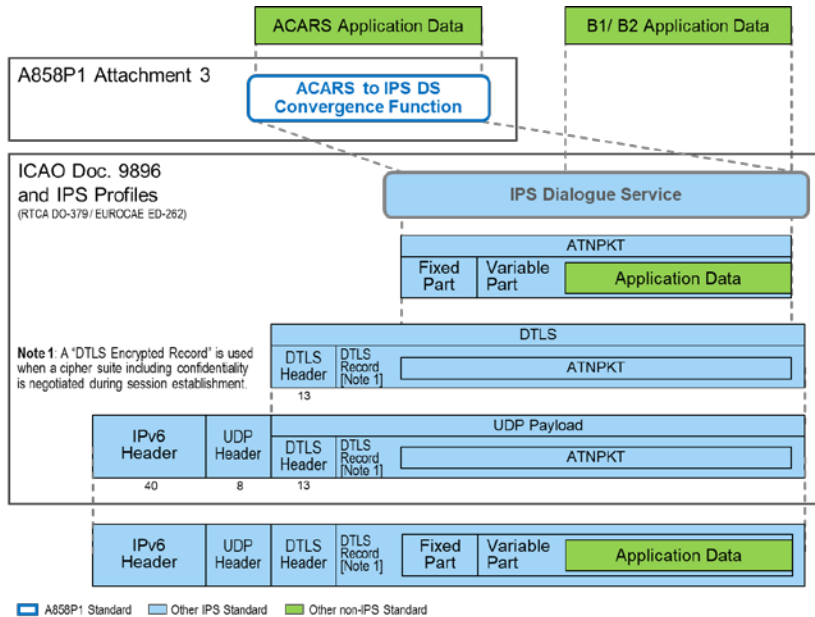 ACARS Application Data
B1/ B2 Application Data
A858P1 Attachment 3
ACARS to IPS DS
Convergence Function
ICAO Doc. 9896
and IPS Profiles
(RTCA DO-379/ EUROCAE ED-262)
IPS Dialogue Service
ATNPKT
Fixed
Part
Variable
Part
Application Data
Note 1: A “DTLS Encrypted Record” is used
when a cipher suite including confidentiality
is negotiated during session establishment.
DTLS
DTLS
Header
DTLS
Record
[Note 1]
ATNPKT
13
IPv6
Header
UDP
Header
UDP Payload
DTLS
Header
DTLS
Record
[Note 1]
ATNPKT
40
8
13
IPv6
Header
UDP
Header
DTLS
Header
DTLS
Record
[Note 1]
Fixed
Part
Variable
Part
Application Data
A858P1 Standard
Other IPS Standard
Other non-IPS Standard